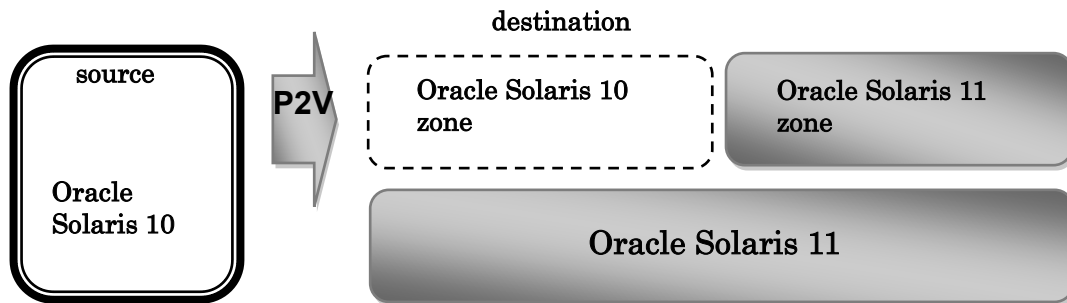 destination
source
P2V
Oracle Solaris 10
zone
Oracle Solaris 11
zone
Oracle
Solaris 10
Oracle Solaris 11